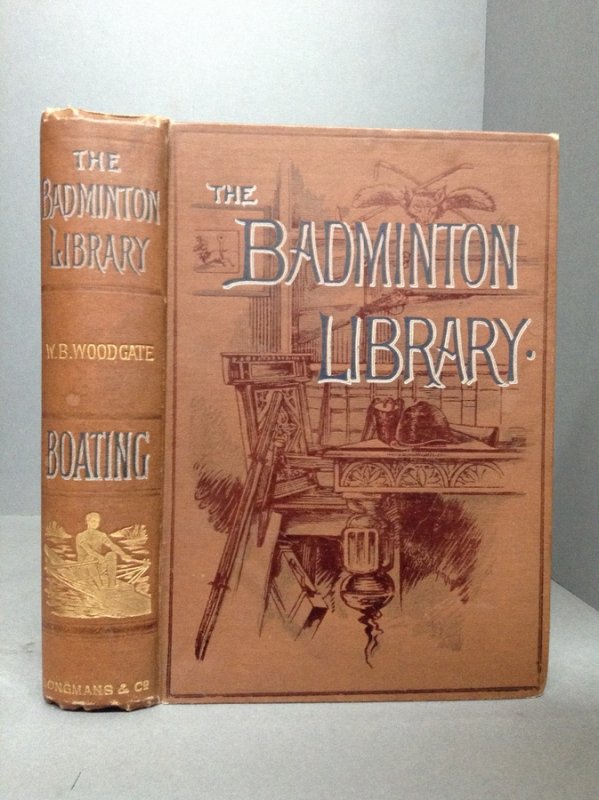 THE
BADMINTON
LIBRARY
W.B.WOODGATE
BOATING
LONGMANS & Co
THE
BADMINTON
LIBRARY.